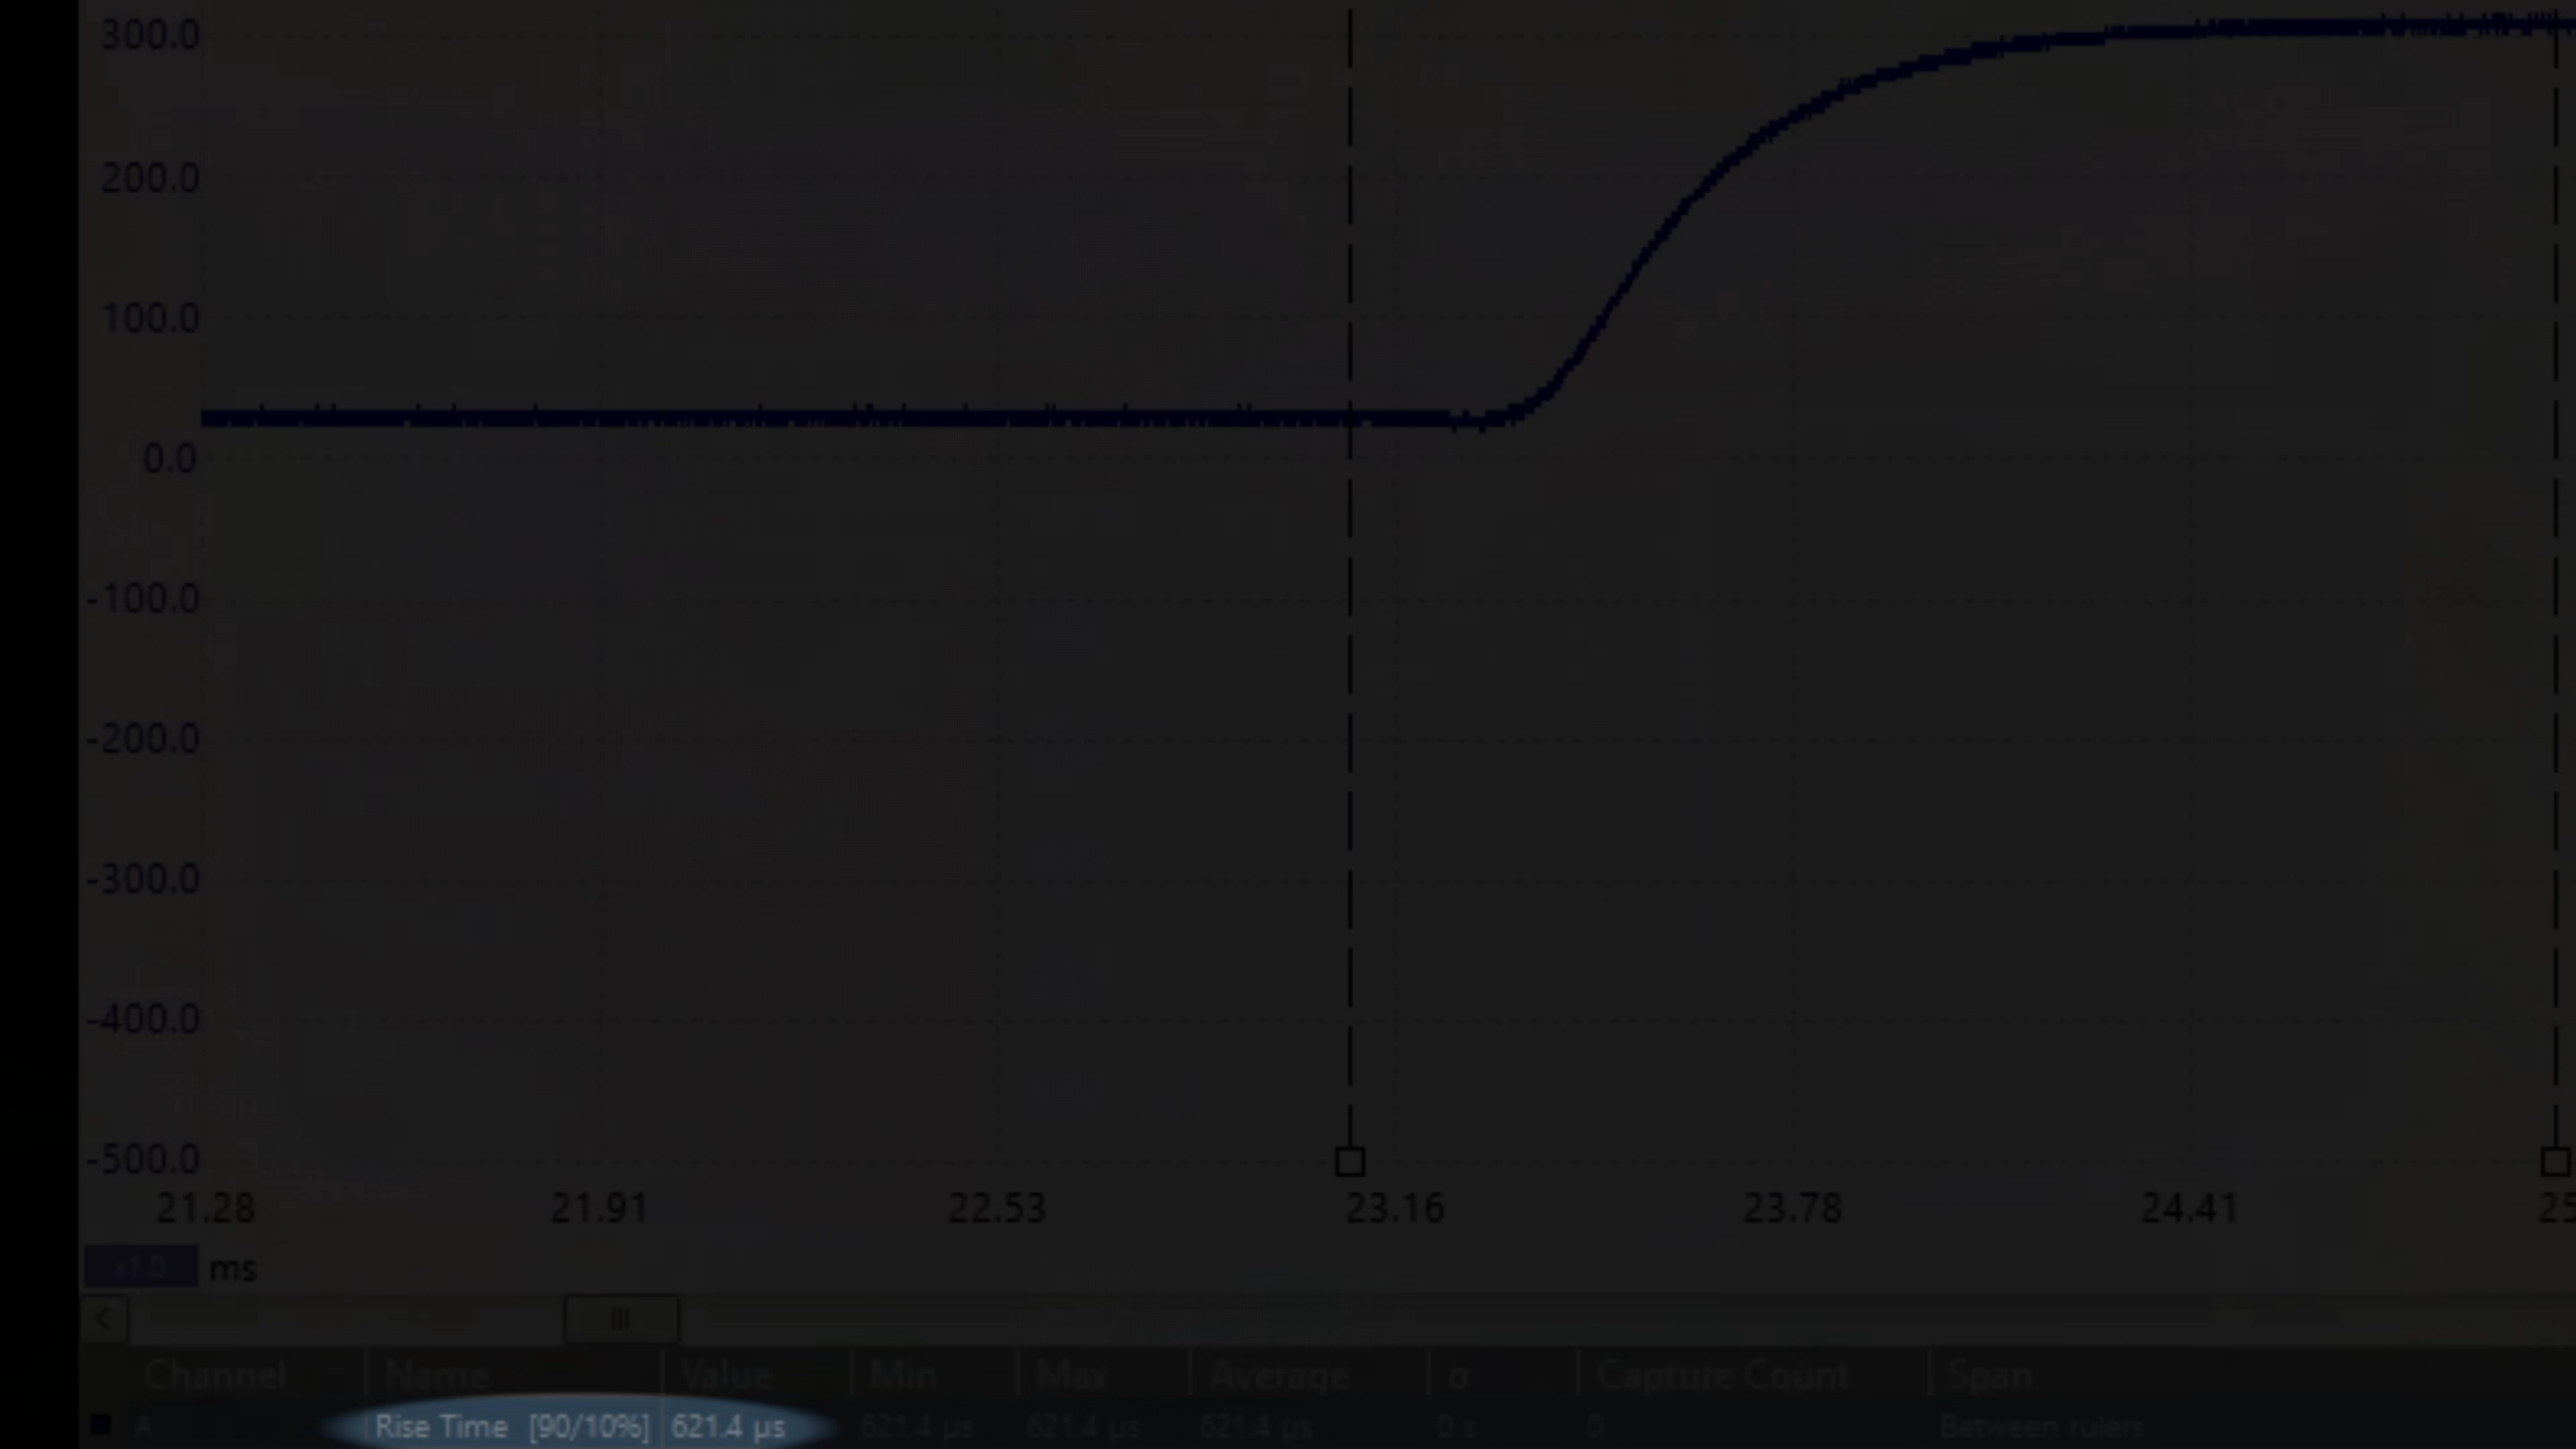 300.0
200.0
100.0
0.0
-100.0
-200.0
-300.0
-400.0
-500.0
21.28 21.91 22.53 23.16 23.78 24.41 25
x1.0 ms
Channel Name Value Min Max Average σ Capture Count Span
A Rise Time [90/10%] 621.4 µs 621.4 µs 621.4 µs 621.4 µs 0 s 0 Between rulers